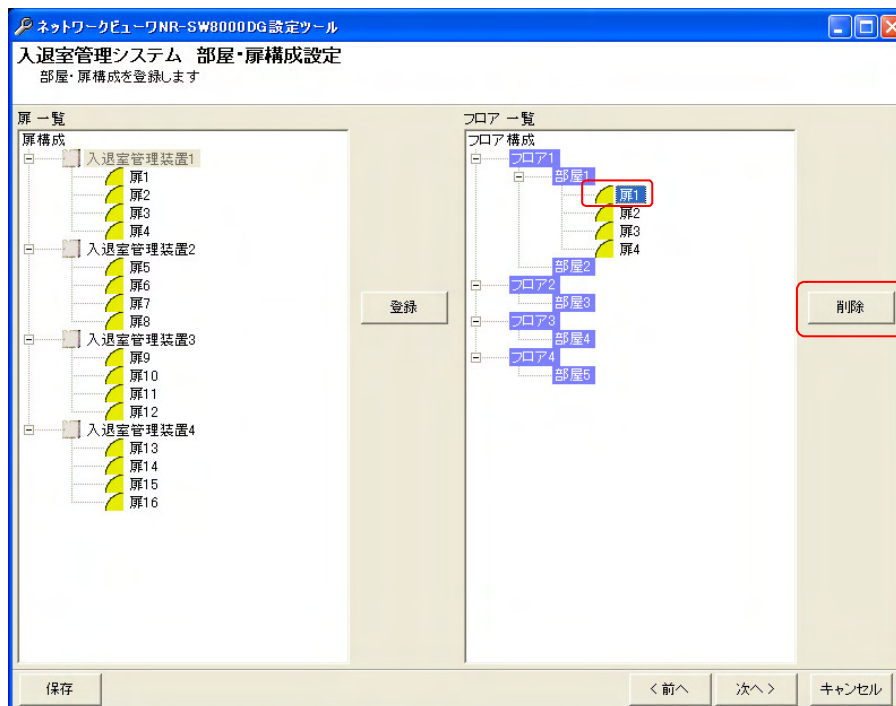 ネットワークビューワNR-SW8000DG設定ツール
入退室管理システム 部屋・扉構成設定
部屋・扉構成を登録します
扉 一覧
扉構成
入退室管理装置1
扉1
扉2
扉3
扉4
入退室管理装置2
扉5
扉6
扉7
扉8
入退室管理装置3
扉9
扉10
扉11
扉12
入退室管理装置4
扉13
扉14
扉15
扉16
登録
フロア 一覧
フロア構成
フロア1
部屋1
扉1
扉2
扉3
扉4
部屋2
フロア2
部屋3
フロア3
部屋4
フロア4
部屋5
削除
保存
< 前へ
次へ >
キャンセル